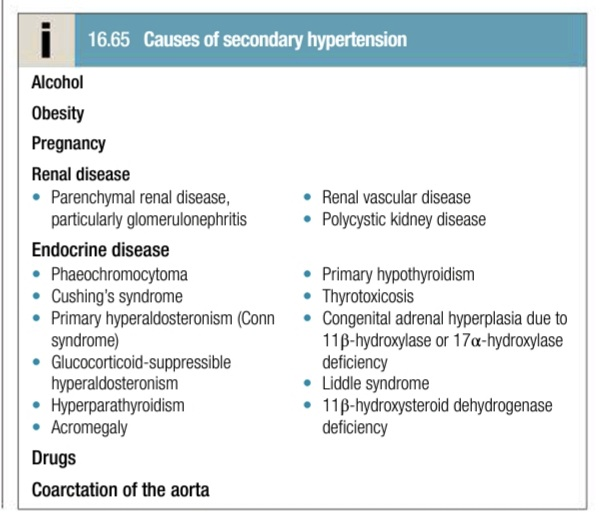 i 16.65 Causes of secondary hypertension
Alcohol
Obesity
Pregnancy
Renal disease
• Parenchymal renal disease,
particularly glomerulonephritis
• Renal vascular disease
• Polycystic kidney disease
Endocrine disease
• Phaeochromocytoma
• Cushing's syndrome
• Primary hyperaldosteronism (Conn
syndrome)
• Glucocorticoid-suppressible
hyperaldosteronism
• Hyperparathyroidism
• Acromegaly
• Primary hypothyroidism
• Thyrotoxicosis
• Congenital adrenal hyperplasia due to
11β-hydroxylase or 17α-hydroxylase
deficiency
• Liddle syndrome
• 11β-hydroxysteroid dehydrogenase
deficiency
Drugs
Coarctation of the aorta